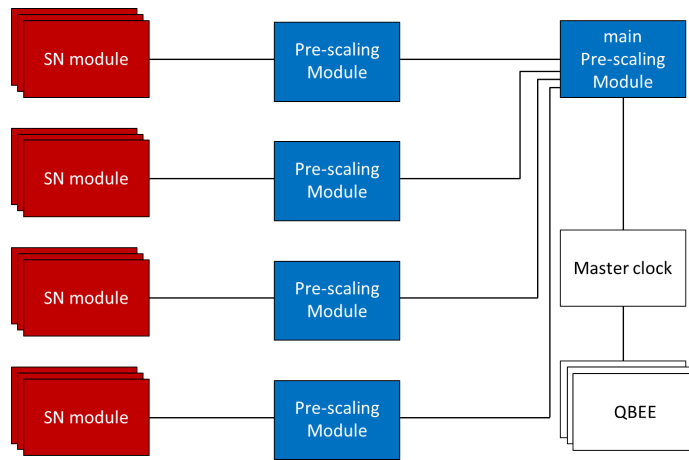 SN module
Pre-scaling
Module
main
Pre-scaling
Module
SN module
Pre-scaling
Module
SN module
Pre-scaling
Module
Master clock
SN module
Pre-scaling
Module
QBEE